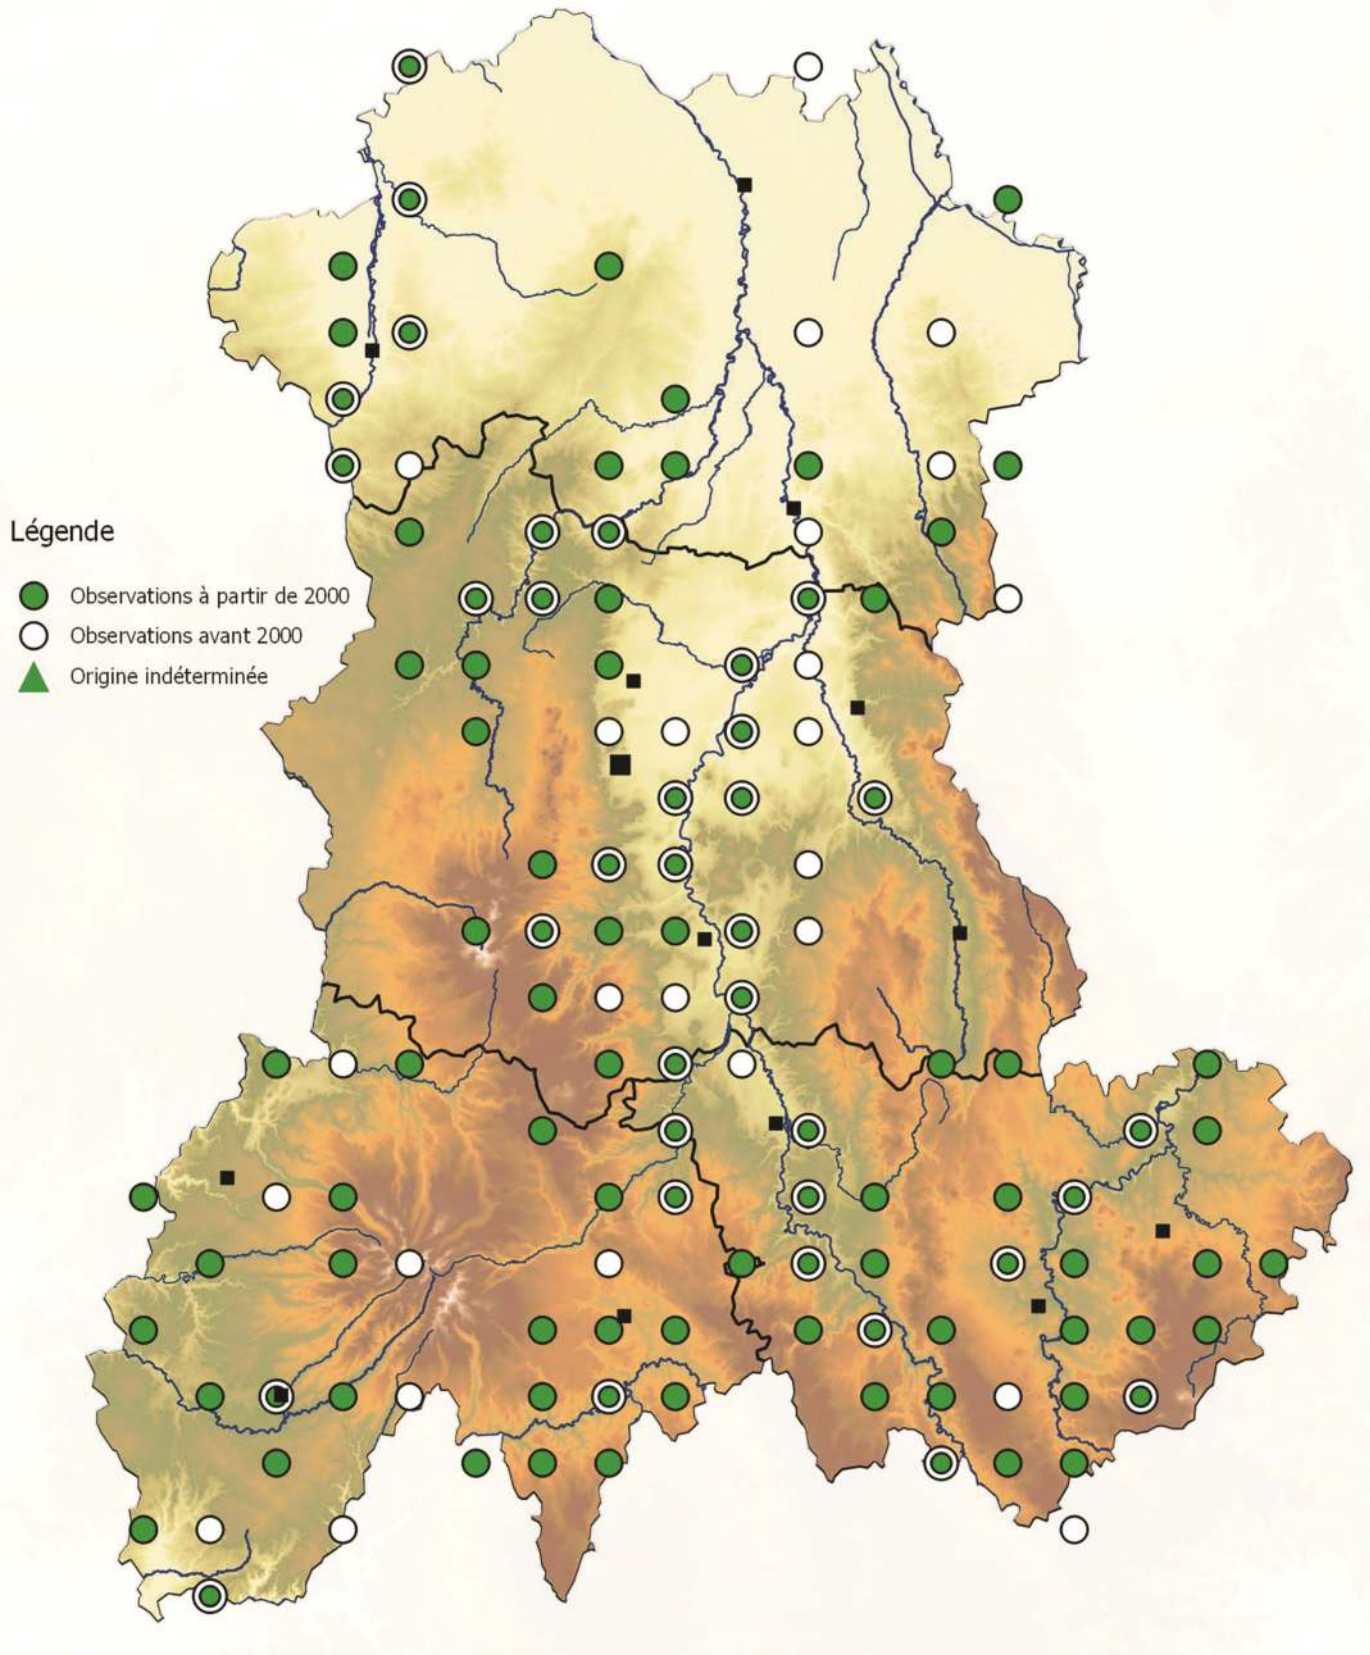 Légende
Observations à partir de 2000
Observations avant 2000
Origine indéterminée